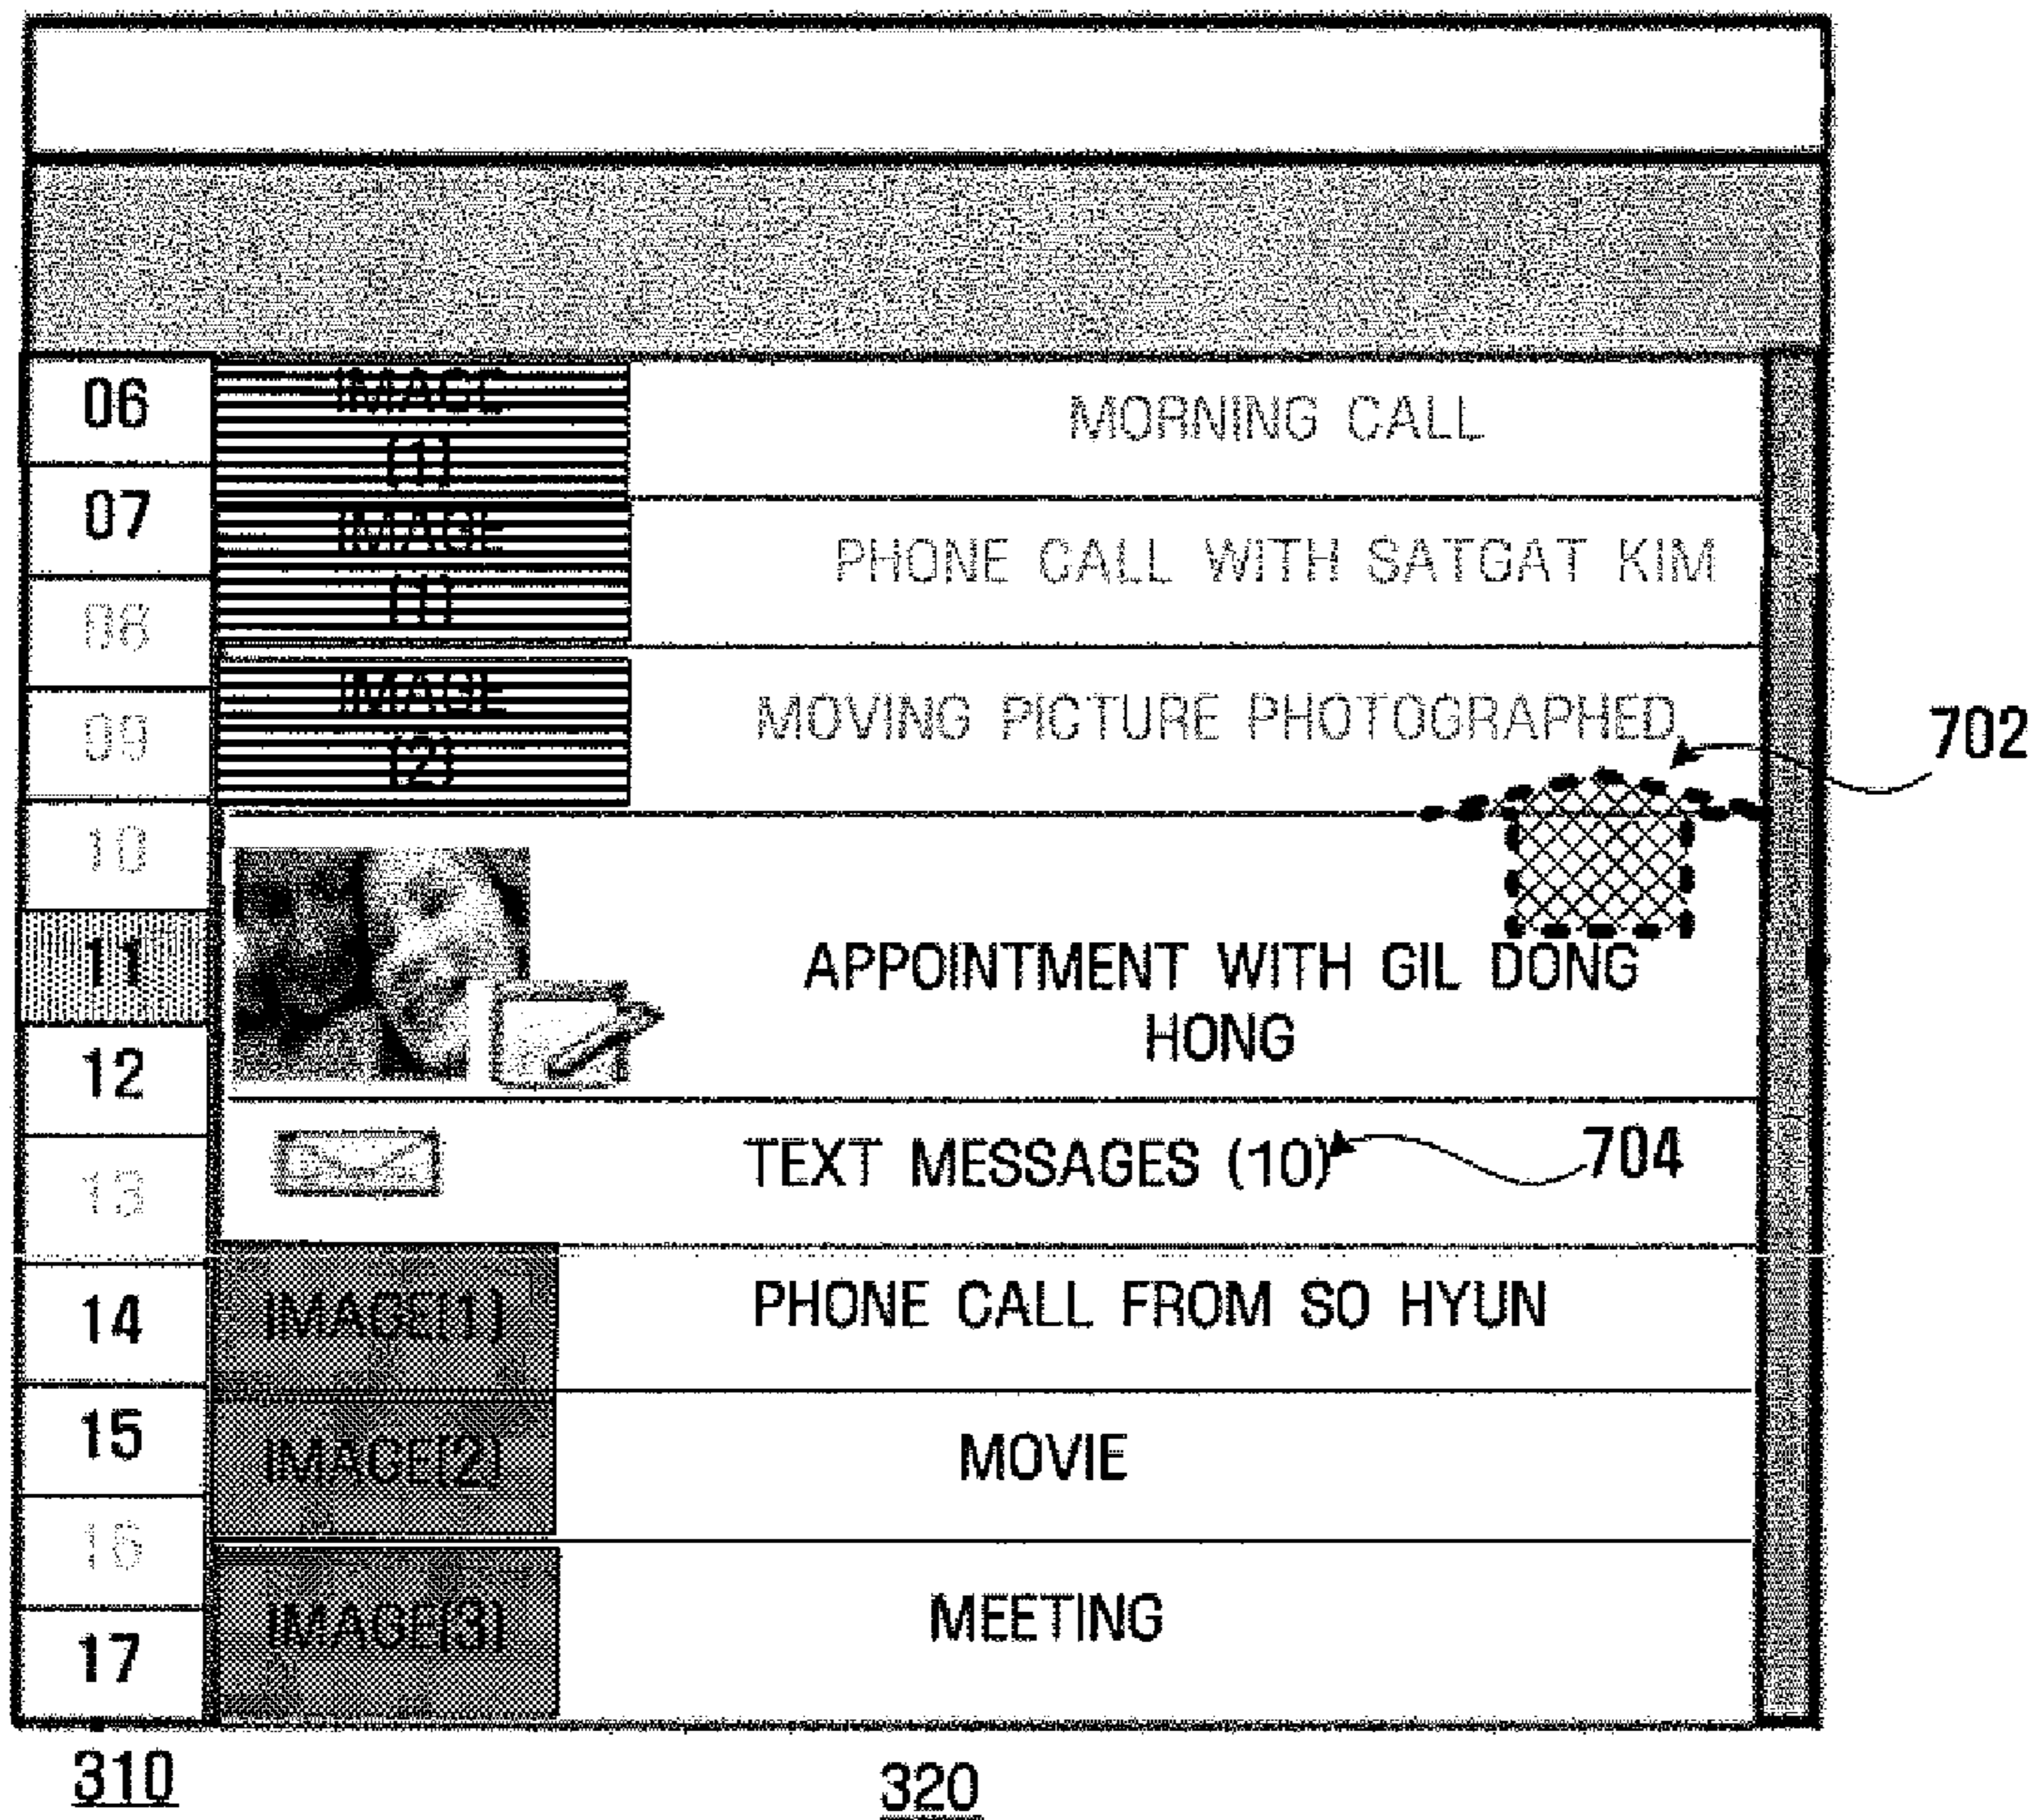 06
IMAGE
(1)
MORNING CALL
07
IMAGE
(1)
PHONE CALL WITH SATGAT KIM
08
09
IMAGE
(2)
MOVING PICTURE PHOTOGRAPHED
702
10
11
APPOINTMENT WITH GIL DONG
HONG
12
13
TEXT MESSAGES (10)
704
14
IMAGE(1)
PHONE CALL FROM SO HYUN
15
IMAGE(2)
MOVIE
16
17
IMAGE(3)
MEETING
310
320